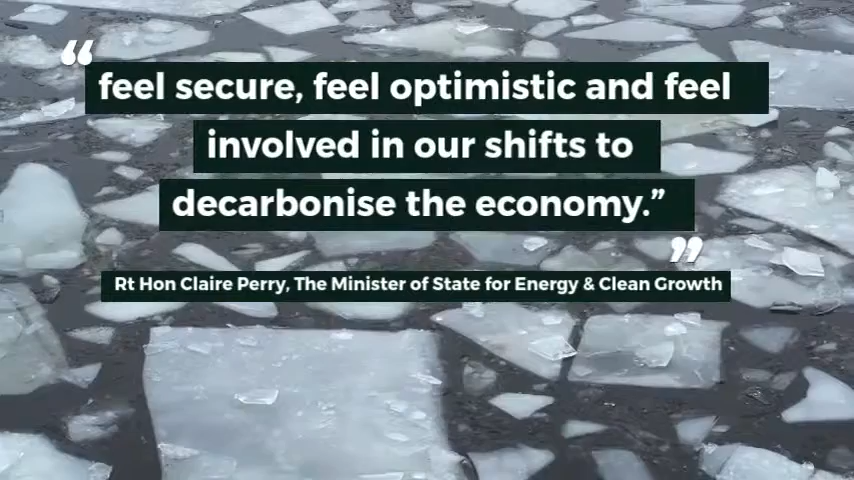 “
feel secure, feel optimistic and feel
involved in our shifts to
decarbonise the economy.”
”
Rt Hon Claire Perry, The Minister of State for Energy & Clean Growth